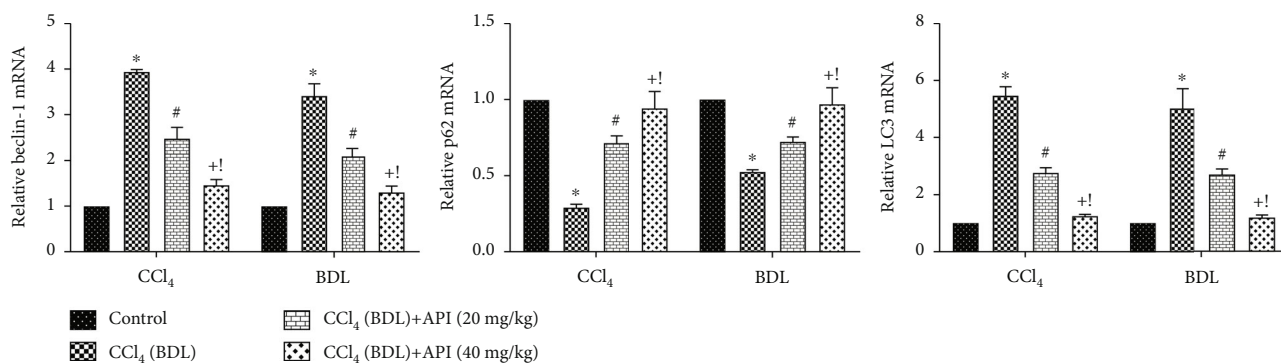 Relative beclin-1 mRNA
5
4
3
2
1
0
*
#
+!
*
#
+!
CCl₄
BDL
Relative p62 mRNA
1.5
1.0
0.5
0.0
*
#
+!
*
#
+!
CCl₄
BDL
Relative LC3 mRNA
8
6
4
2
0
*
#
+!
*
#
+!
CCl₄
BDL
Control
CCl₄ (BDL)
CCl₄ (BDL)+API (20 mg/kg)
CCl₄ (BDL)+API (40 mg/kg)